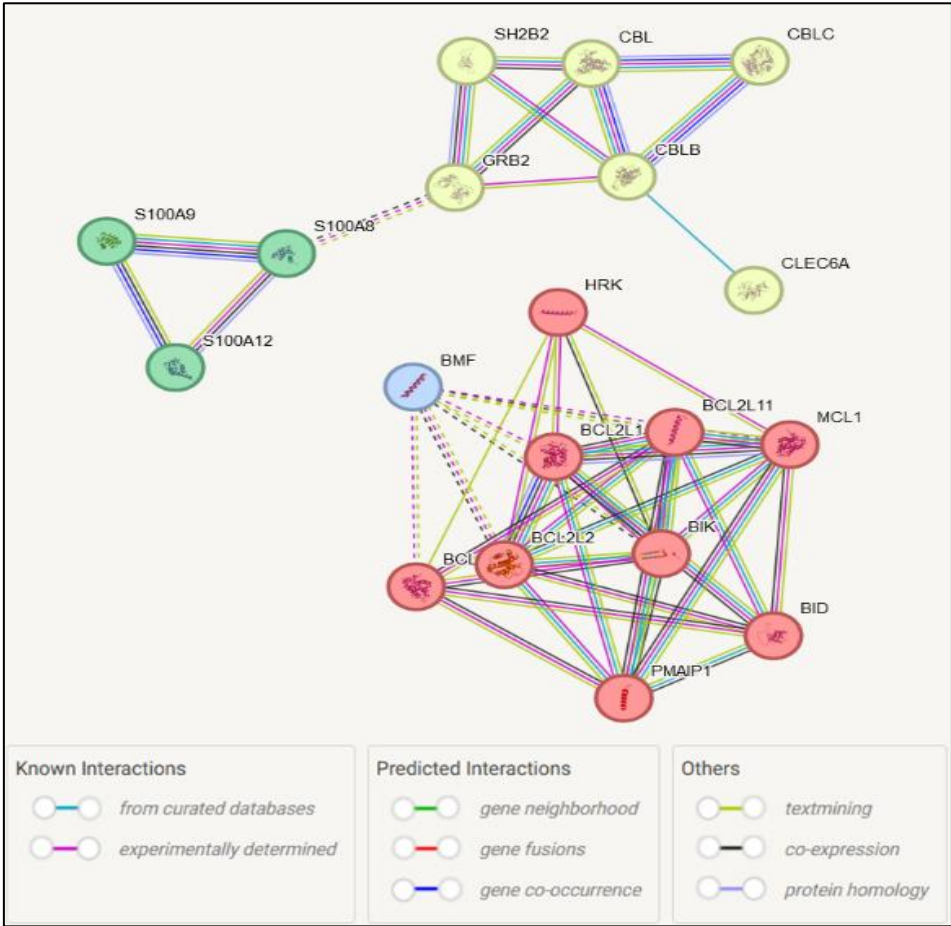 SH2B2
CBL
CBLC
GRB2
CBLB
S100A9
S100A8
CLEC6A
S100A12
HRK
BMF
BCL2L11
BCL2L1
MCL1
BCL2L2
BIK
BCL
BID
PMAIP1
Known Interactions
from curated databases
experimentally determined
Predicted Interactions
gene neighborhood
gene fusions
gene co-occurrence
Others
textmining
co-expression
protein homology